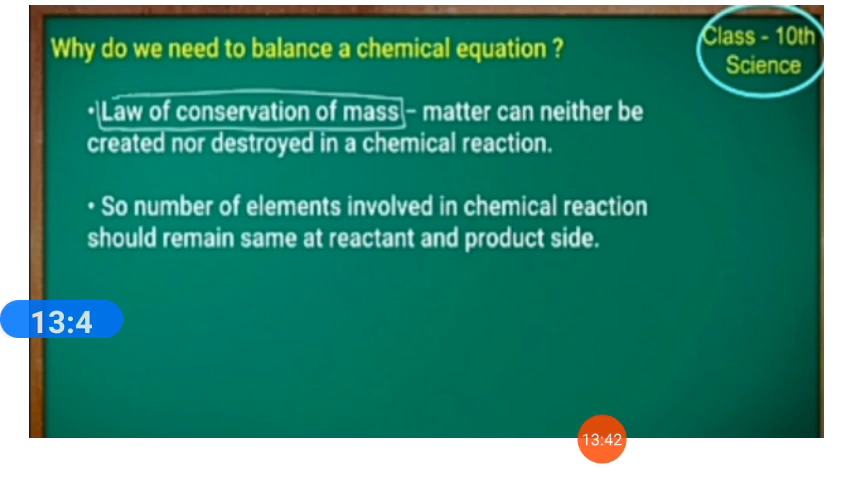 Why do we need to balance a chemical equation ?
Class - 10th
Science
• Law of conservation of mass - matter can neither be
created nor destroyed in a chemical reaction.
• So number of elements involved in chemical reaction
should remain same at reactant and product side.
13:4
13:42